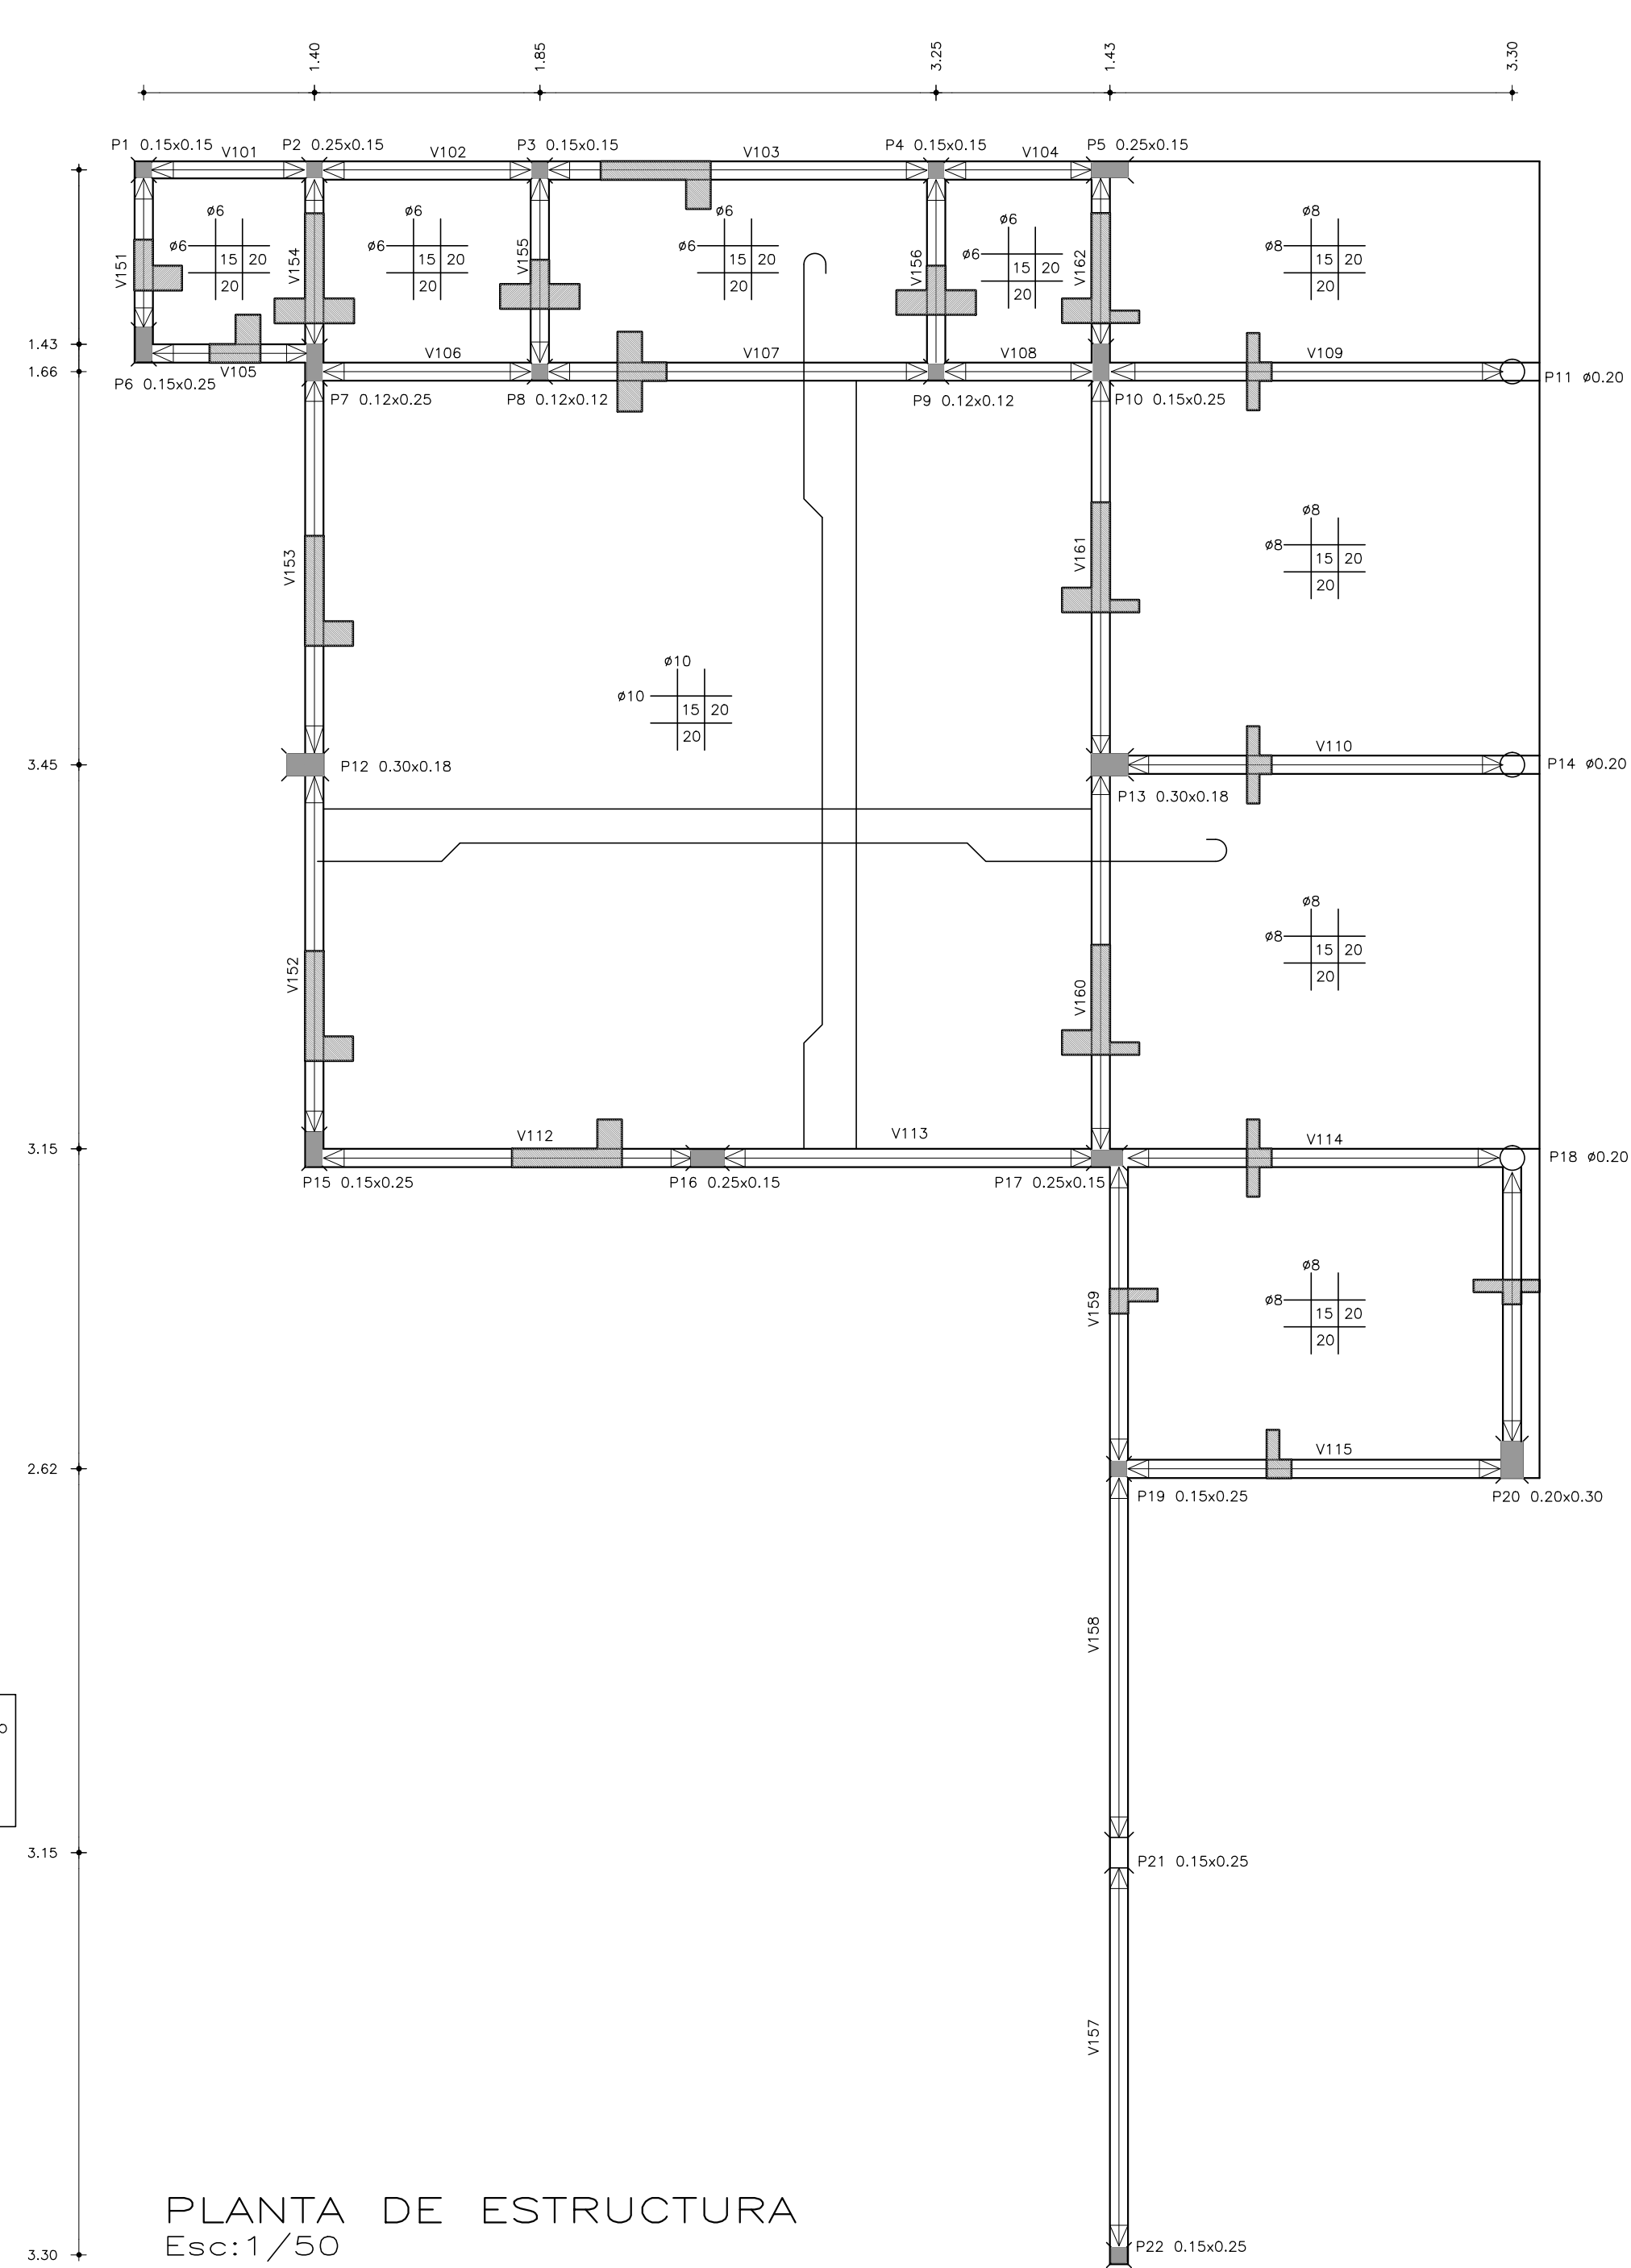 1.40 1.85 3.25 1.43 3.30
P1 0.15x0.15 V101 P2 0.25x0.15 V102 P3 0.15x0.15 V103 P4 0.15x0.15 V104 P5 0.25x0.15
ø6 ø6 ø6 ø6 ø8
ø6 ø6 ø6 ø6 ø8
15 20 15 20 15 20 15 20 15 20
20 20 20 20 20
V151 V154 V155 V156 V162
1.43
1.66
P6 0.15x0.25 V105 V106 V107 V108 V109
P7 0.12x0.25 P8 0.12x0.12 P9 0.12x0.12 P10 0.15x0.25 P11 ø0.20
V153 V161
ø8
ø8
15 20
20
ø10
ø10
15 20
20
3.45
P12 0.30x0.18 V110 P14 ø0.20
P13 0.30x0.18
ø8
ø8
15 20
20
V152 V160
3.15
V112 V113 V114 P18 ø0.20
P15 0.15x0.25 P16 0.25x0.15 P17 0.25x0.15
ø8
ø8
15 20
20
V159
2.62
V115
P19 0.15x0.25 P20 0.20x0.30
V158
o
3.15
P21 0.15x0.25
V157
PLANTA DE ESTRUCTURA
Esc:1/50
3.30
P22 0.15x0.25